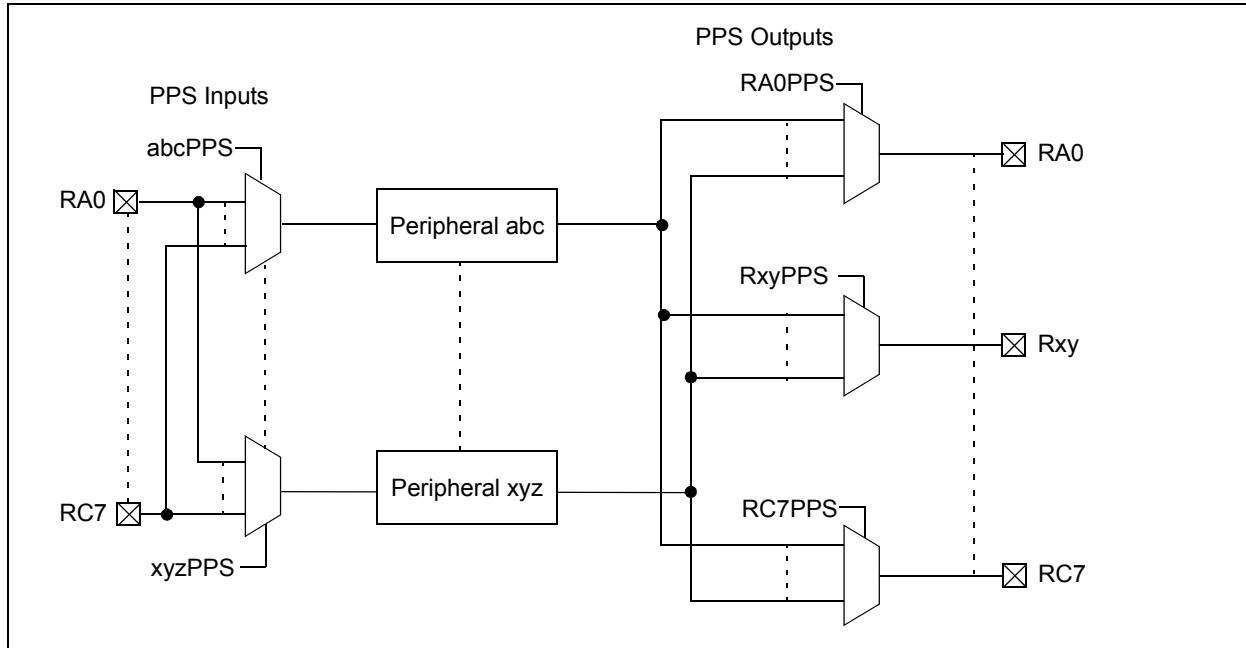 PPS Outputs
RA0PPS
PPS Inputs
abcPPS
RA0
RA0
Peripheral abc
RxyPPS
Rxy
Peripheral xyz
RC7
RC7PPS
xyzPPS
RC7